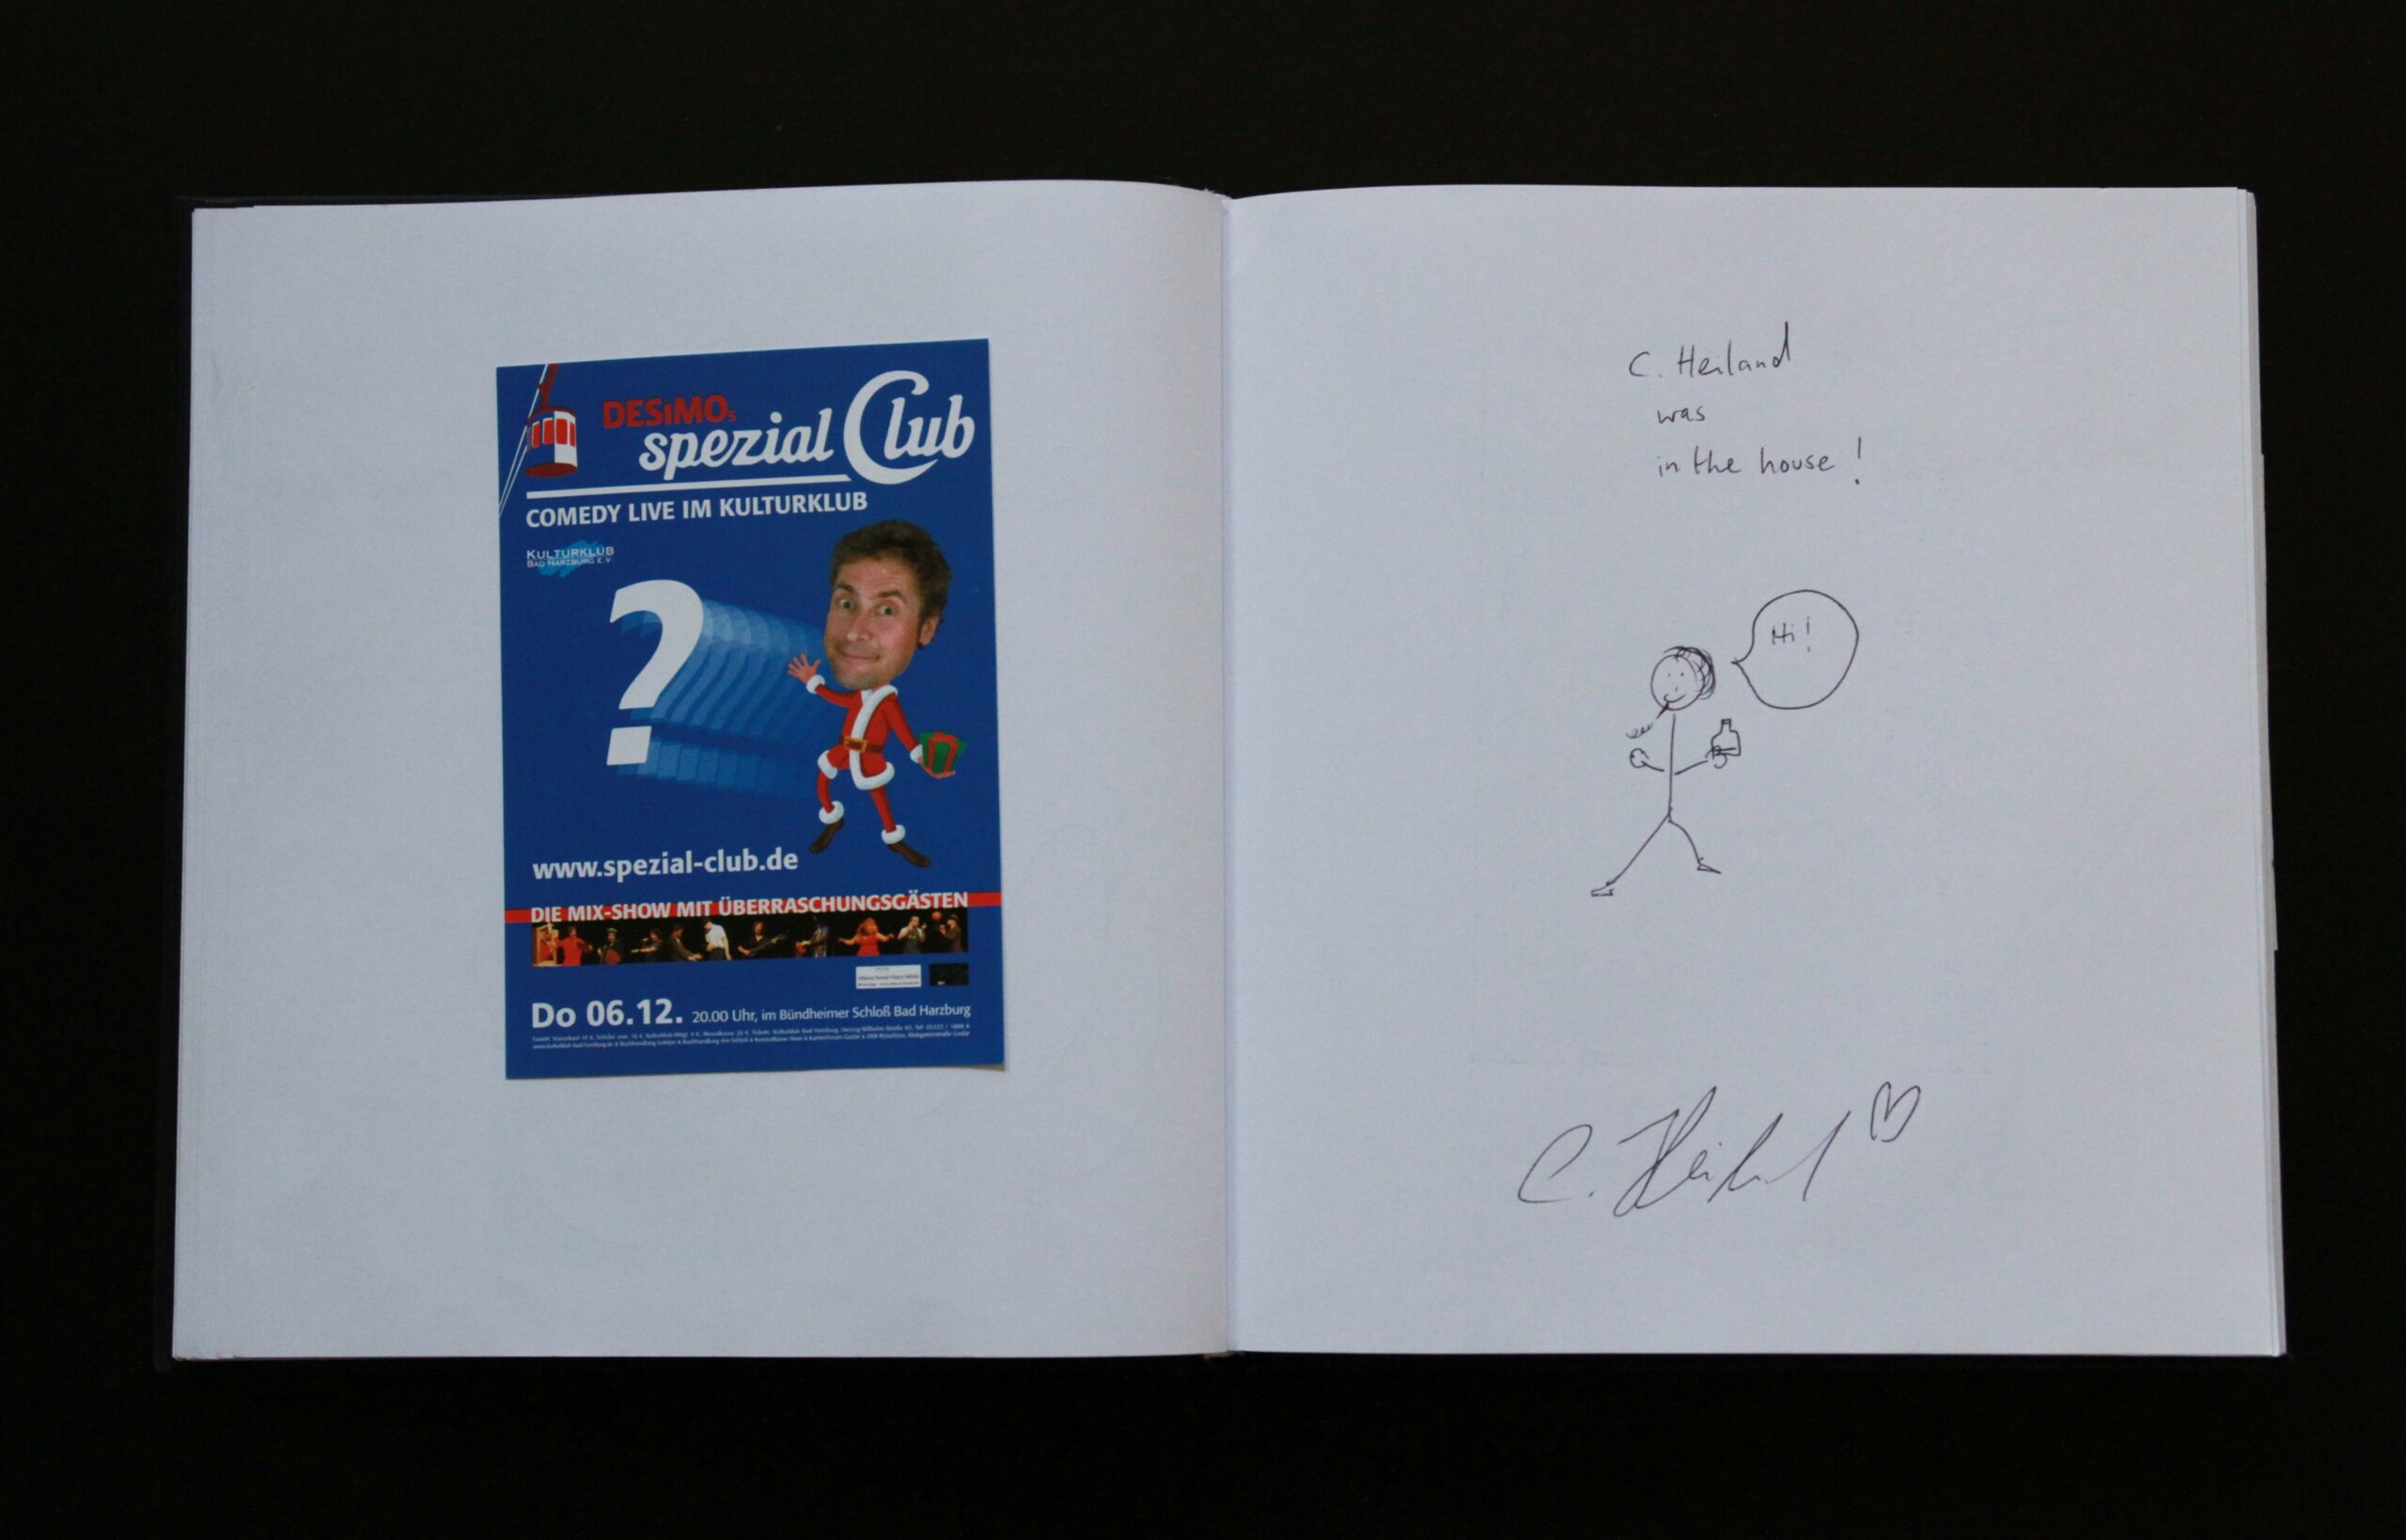 DESiMOs
spezial Club
COMEDY LIVE IM KULTURKLUB
KULTURKLUB
BAD HARZBURG E.V.
?
www.spezial-club.de
DIE MIX-SHOW MIT ÜBERRASCHUNGSGÄSTEN
Do 06.12. 20.00 Uhr, im Bündheimer Schloß Bad Harzburg
C. Heiland
was
in the house!
Hi!
C. Heiland